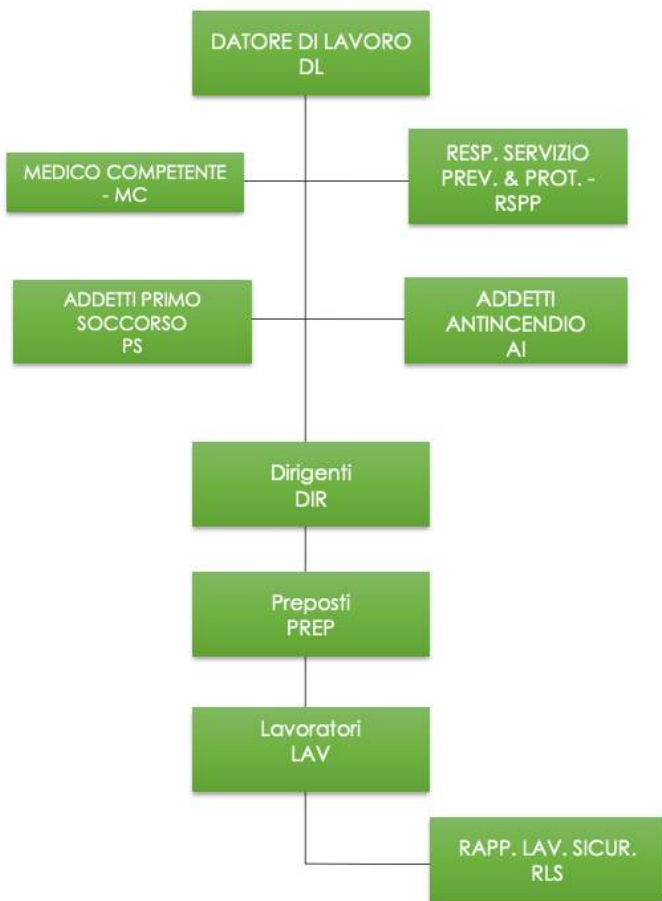 DATORE DI LAVORO
DL
MEDICO COMPETENTE
- MC
RESP. SERVIZIO
PREV. & PROT. -
RSPP
ADDETTI PRIMO
SOCCORSO
PS
ADDETTI
ANTINCENDIO
AI
Dirigenti
DIR
Preposti
PREP
Lavoratori
LAV
RAPP. LAV. SICUR.
RLS